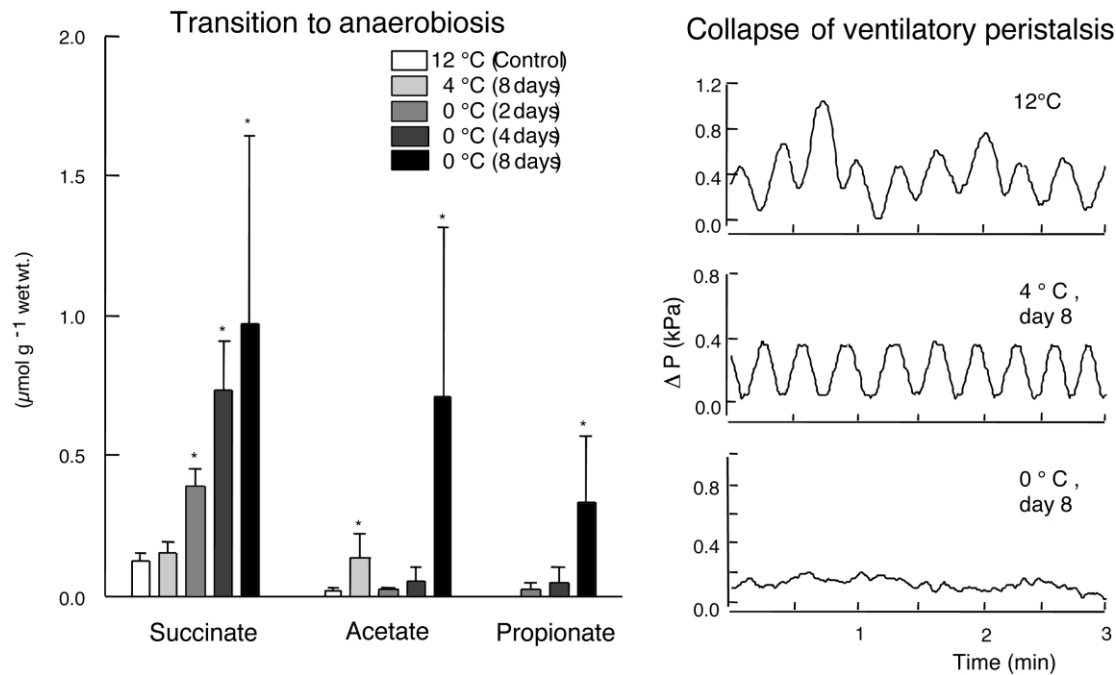 Transition to anaerobiosis
12 °C (Control)
4 °C (8 days)
0 °C (2 days)
0 °C (4 days)
0 °C (8 days)
2.0
1.5
1.0
0.5
0.0
(µmol g -1 wet wt.)
*
*
*
*
*
*
Succinate
Acetate
Propionate
Collapse of ventilatory peristalsis
12°C
1.2
0.8
0.4
0.0
4 ° C ,
day 8
0.8
0.4
0.0
Δ P (kPa)
0 ° C ,
day 8
0.8
0.4
0.0
1
2
3
Time (min)